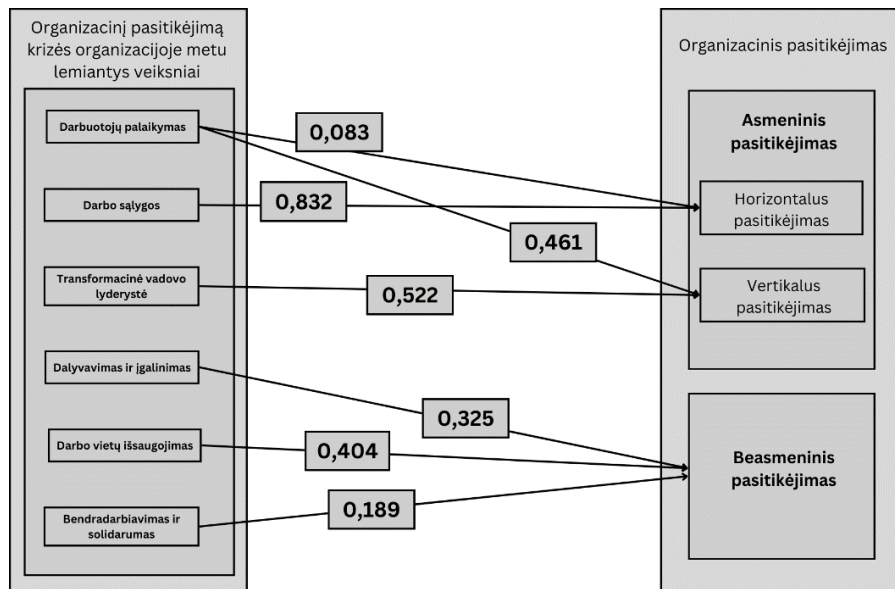 Organizacinį pasitikėjimą
krizės organizacijoje metu
lemiantys veiksniai
Darbuotojų palaikymas
Darbo sąlygos
Transformacinė vadovo
lyderystė
Dalyvavimas ir įgalinimas
Darbo vietų išsaugojimas
Bendradarbiavimas ir
solidarumas
0,083
0,832
0,461
0,522
0,325
0,404
0,189
Organizacinis pasitikėjimas
Asmeninis
pasitikėjimas
Horizontalus
pasitikėjimas
Vertikalus
pasitikėjimas
Beasmeninis
pasitikėjimas